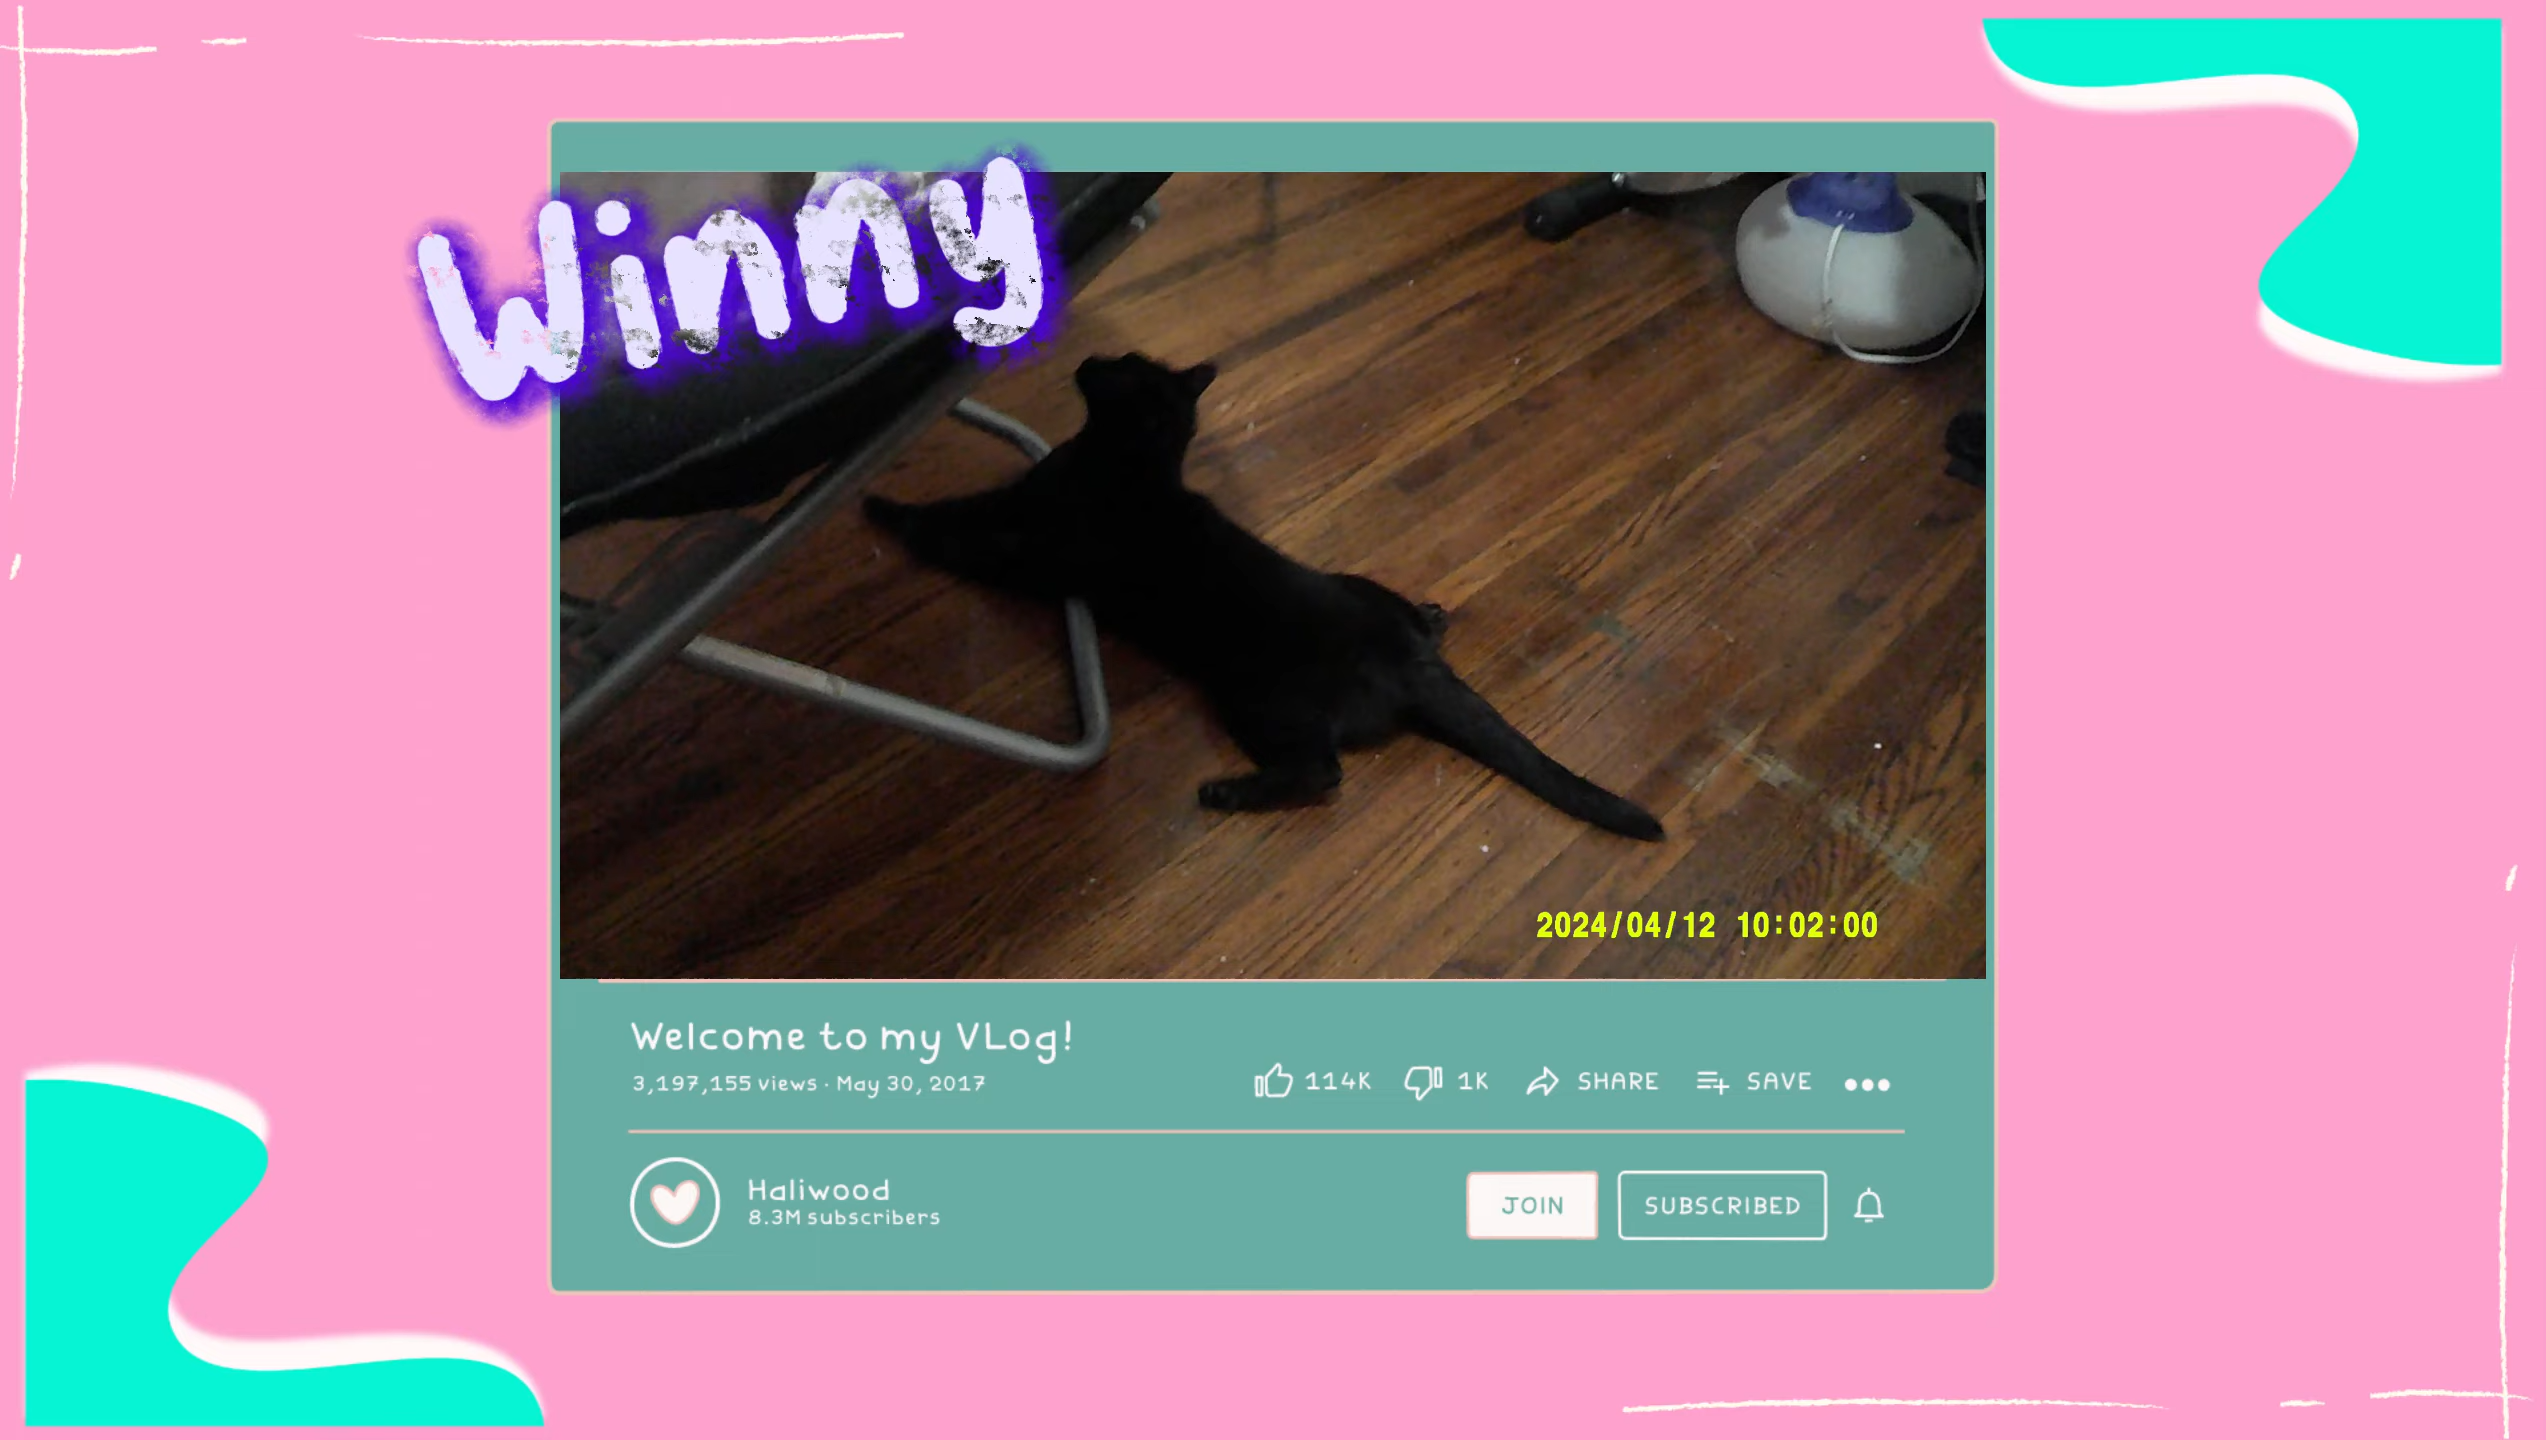 Winny
2024/04/12 10:02:00
Welcome to my VLog!
3,197,155 views · May 30, 2017
114K 1K SHARE SAVE
Haliwood
8.3M subscribers
JOIN SUBSCRIBED